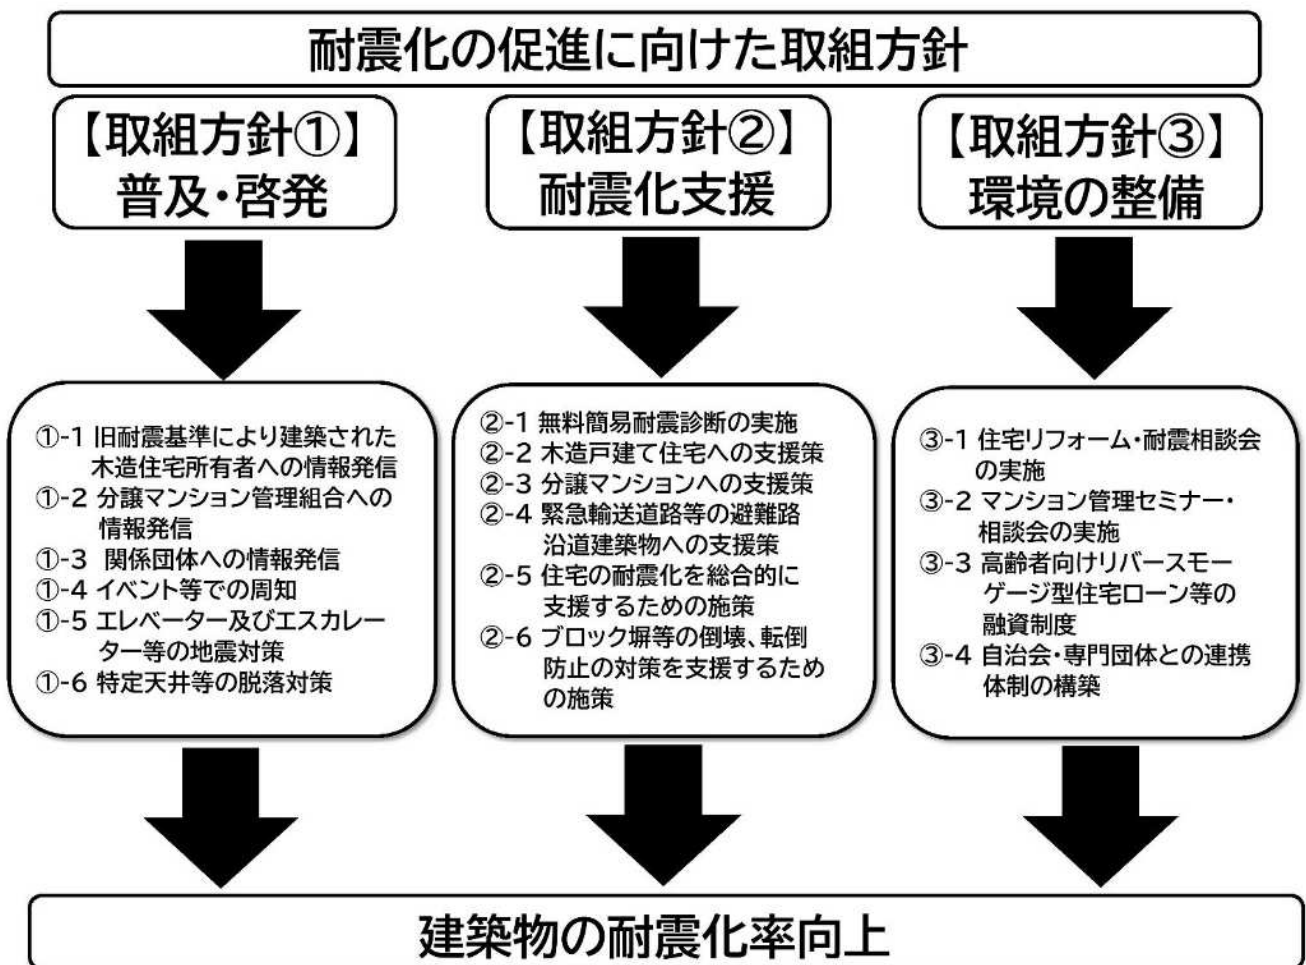 耐震化の促進に向けた取組方針
【取組方針①】
普及・啓発
【取組方針②】
耐震化支援
【取組方針③】
環境の整備
①-1 旧耐震基準により建築された
木造住宅所有者への情報発信
①-2 分譲マンション管理組合への
情報発信
①-3 関係団体への情報発信
①-4 イベント等での周知
①-5 エレベーター及びエスカレー
ター等の地震対策
①-6 特定天井等の脱落対策
②-1 無料簡易耐震診断の実施
②-2 木造戸建て住宅への支援策
②-3 分譲マンションへの支援策
②-4 緊急輸送道路等の避難路
沿道建築物への支援策
②-5 住宅の耐震化を総合的に
支援するための施策
②-6 ブロック塀等の倒壊、転倒
防止の対策を支援するため
の施策
③-1 住宅リフォーム・耐震相談会
の実施
③-2 マンション管理セミナー・
相談会の実施
③-3 高齢者向けリバースモー
ゲージ型住宅ローン等の
融資制度
③-4 自治会・専門団体との連携
体制の構築
建築物の耐震化率向上